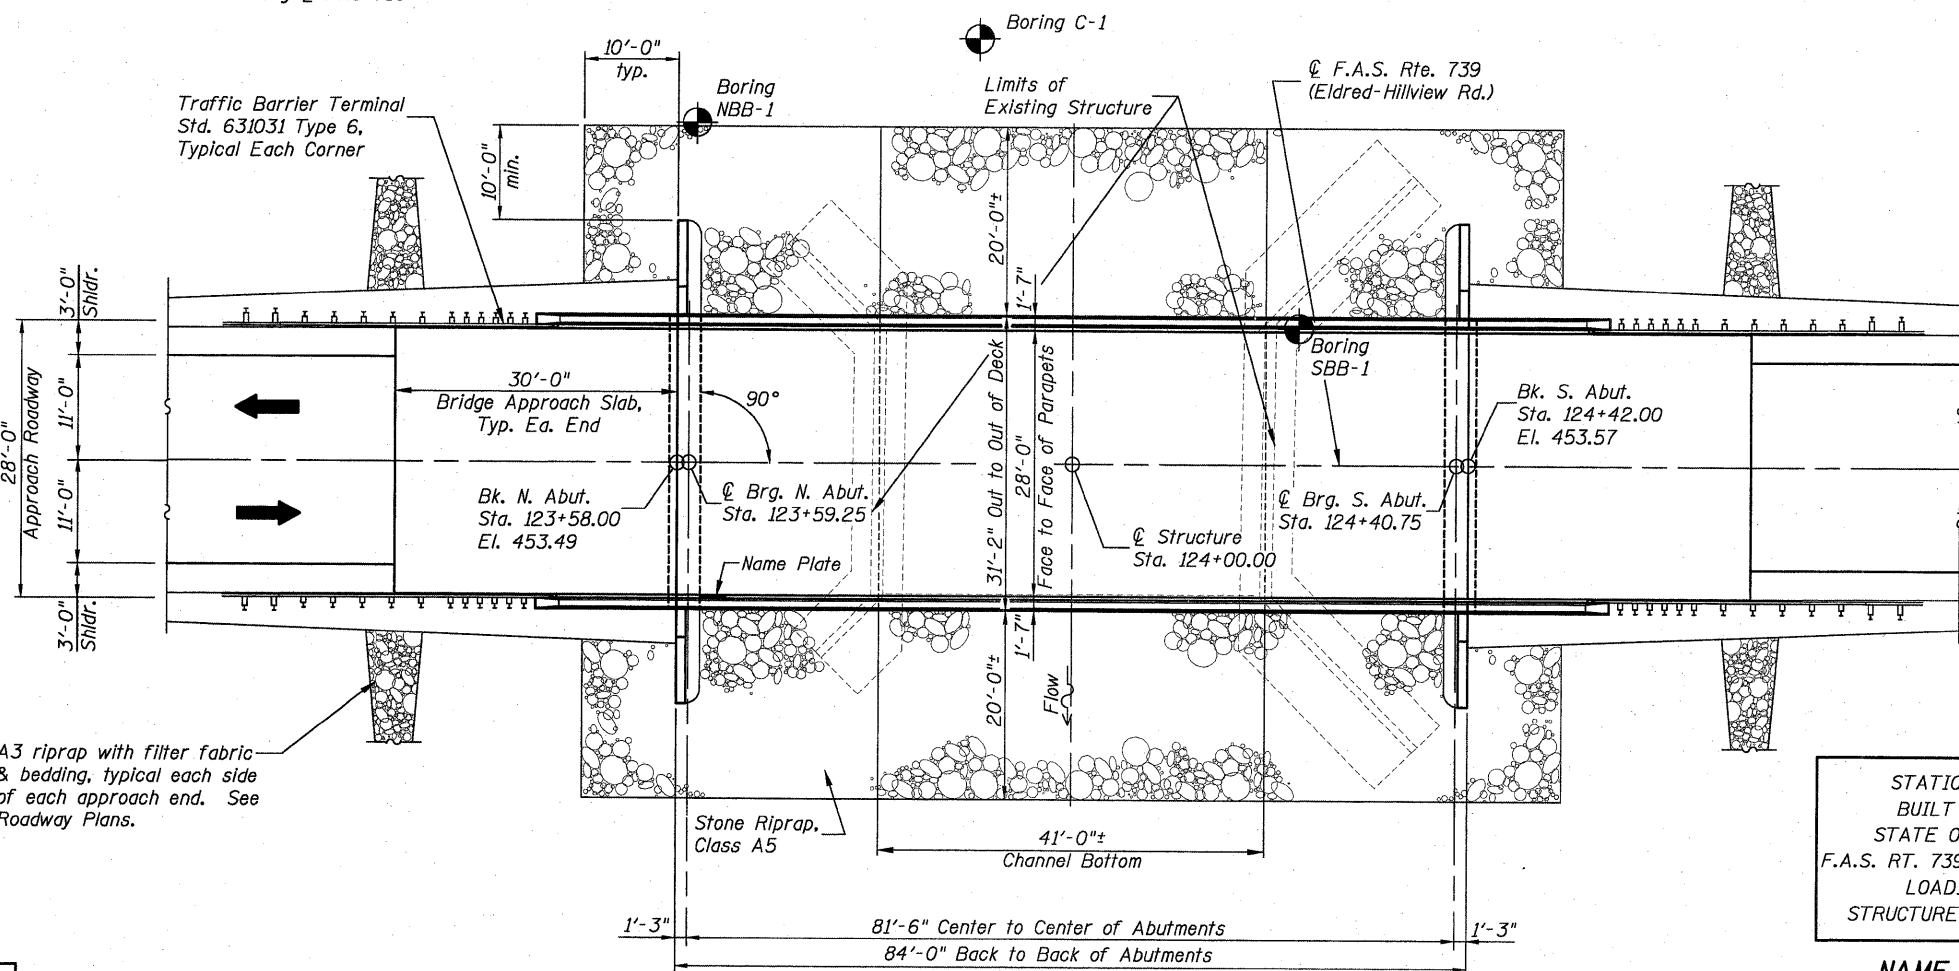 Boring C-1
10'-0"
typ.
Boring
NBB-1
Limits of
Existing Structure
℄ F.A.S. Rte. 739
(Eldred-Hillview Rd.)
Traffic Barrier Terminal
Std. 631031 Type 6,
Typical Each Corner
10'-0"
min.
20'-0"±
1'-7"
3'-0"
Shldr.
28'-0"
Approach Roadway
11'-0"
11'-0"
3'-0"
Shldr.
30'-0"
Bridge Approach Slab,
Typ. Ea. End
90°
31'-2" Out to Out of Deck
28'-0"
Face to Face of Parapets
Boring
SBB-1
Bk. S. Abut.
Sta. 124+42.00
El. 453.57
Bk. N. Abut.
Sta. 123+58.00
El. 453.49
℄ Brg. N. Abut.
Sta. 123+59.25
℄ Brg. S. Abut.
Sta. 124+40.75
℄ Structure
Sta. 124+00.00
Name Plate
1'-7"
20'-0"±
Flow
A3 riprap with filter fabric
& bedding, typical each side
of each approach end. See
Roadway Plans.
Stone Riprap,
Class A5
41'-0"±
Channel Bottom
STATIO
BUILT
STATE O
F.A.S. RT. 739
LOAD
STRUCTURE
1'-3"
81'-6" Center to Center of Abutments
1'-3"
84'-0" Back to Back of Abutments
NAME